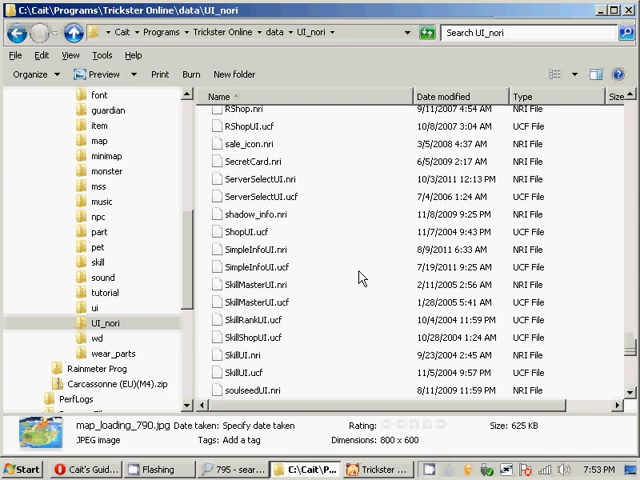 C:\Cait\Programs\Trickster Online\data\UI_nori
Cait Programs Trickster Online data UI_nori Search UI_nori
File Edit View Tools Help
Organize Preview Print Burn New folder
Name Date modified Type Size
font
guardian
item
map
minimap
monster
mss
music
npc
part
pet
skill
sound
tutorial
ui
UI_nori
wd
wear_parts
Rainmeter Prog
Carcassonne (EU)(M4).zip
PerfLogs
RShop.nri 9/11/2007 4:54 AM NRI File
RShopUI.ucf 10/8/2007 3:04 AM UCF File
sale_icon.nri 3/5/2008 4:37 AM NRI File
SecretCard.nri 6/5/2009 2:17 AM NRI File
ServerSelectUI.nri 10/3/2011 12:13 PM NRI File
ServerSelectUI.ucf 7/4/2006 1:24 AM UCF File
shadow_info.nri 11/8/2009 9:25 PM NRI File
ShopUI.ucf 11/7/2004 9:43 PM UCF File
SimpleInfoUI.nri 8/9/2011 6:33 AM NRI File
SimpleInfoUI.ucf 7/19/2011 9:25 AM UCF File
SkillMasterUI.nri 2/11/2005 2:56 AM NRI File
SkillMasterUI.ucf 1/28/2005 5:41 AM UCF File
SkillRankUI.ucf 10/4/2004 11:59 PM UCF File
SkillShopUI.ucf 10/28/2004 1:24 AM UCF File
SkillUI.nri 9/23/2004 2:45 AM NRI File
SkillUI.ucf 11/5/2004 9:57 PM UCF File
soulseedUI.nri 8/11/2009 11:59 PM NRI File
map_loading_790.jpg Date taken: Specify date taken Rating: Size: 625 KB
JPEG image Tags: Add a tag Dimensions: 800 x 600
Start Cait's Guid... Flashing 795 - sear... C:\Cait\P... Trickster ... 7:53 PM